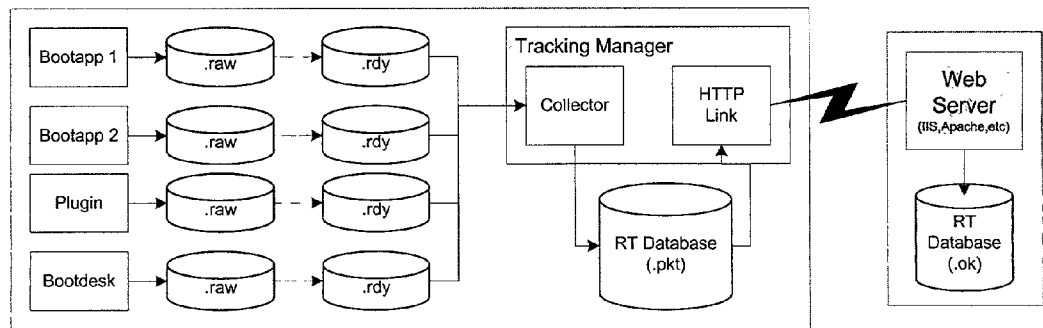 Bootapp 1
.raw
.rdy
Bootapp 2
.raw
.rdy
Plugin
.raw
.rdy
Bootdesk
.raw
.rdy
Tracking Manager
Collector
HTTP
Link
RT Database
(.pkt)
Web
Server
(IIS,Apache,etc)
RT
Database
(.ok)